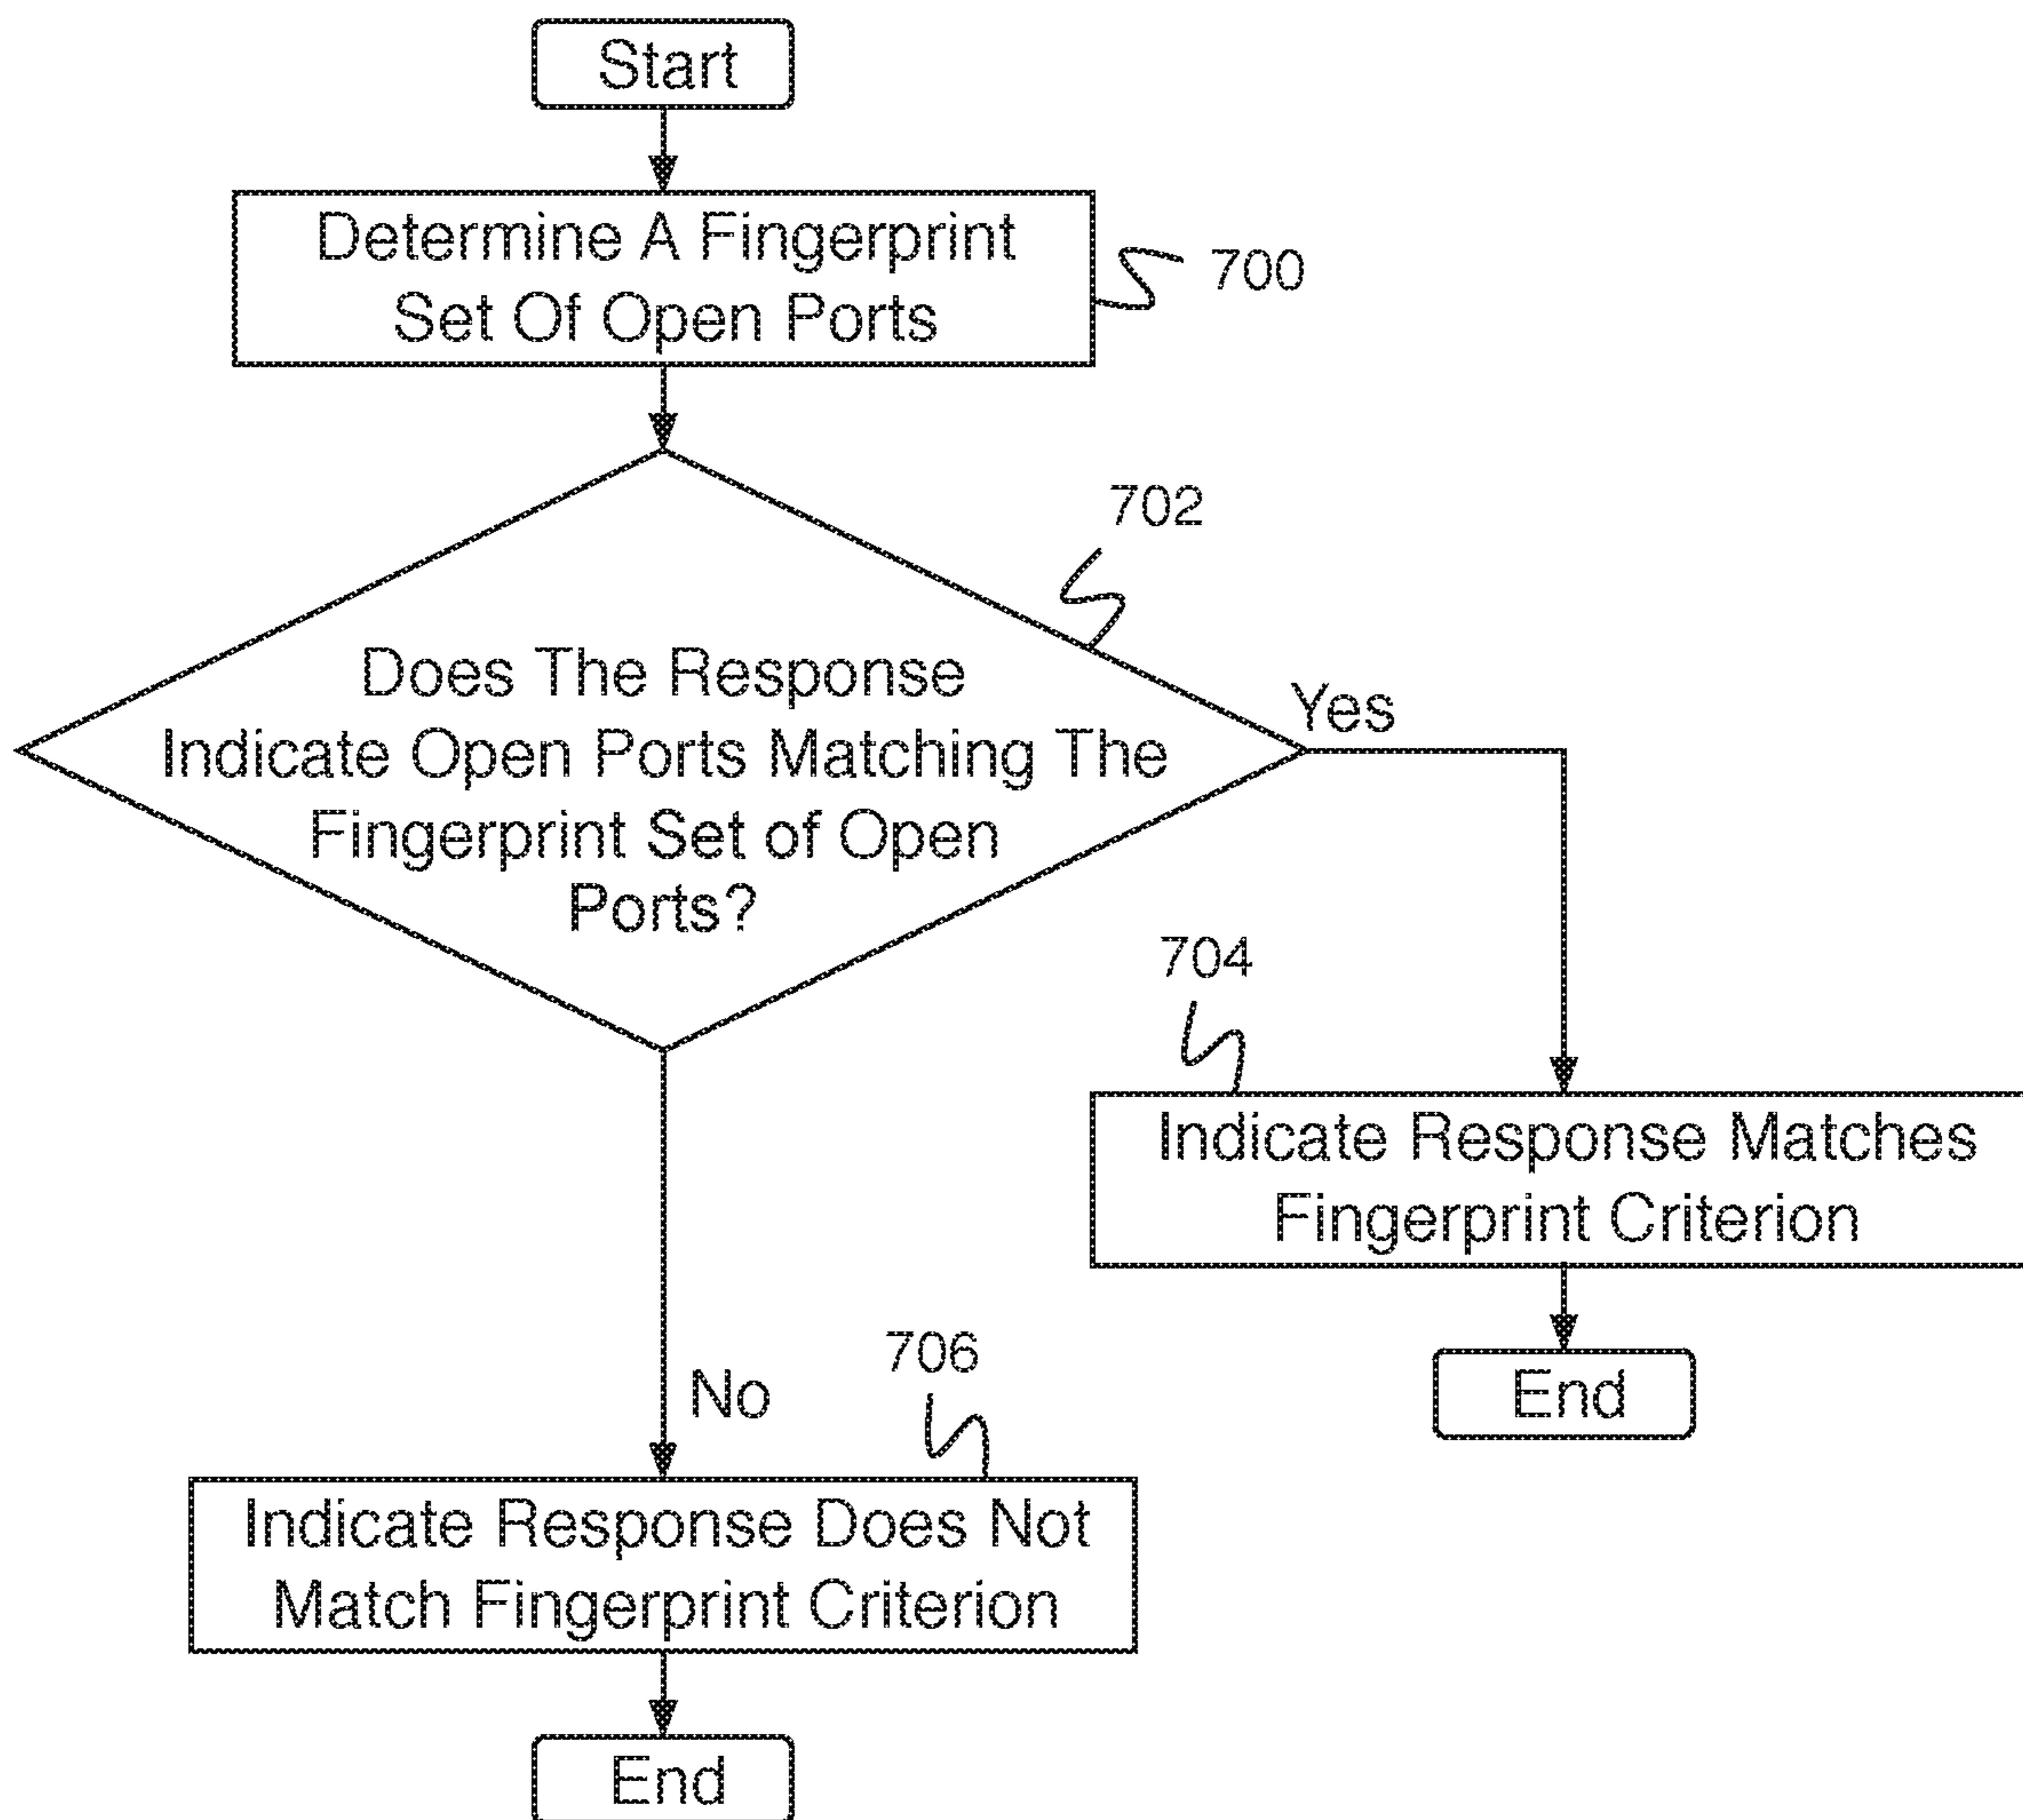 Start
Determine A Fingerprint
Set Of Open Ports
700
702
Does The Response
Indicate Open Ports Matching The
Fingerprint Set of Open
Ports?
Yes
704
Indicate Response Matches
Fingerprint Criterion
End
706
No
Indicate Response Does Not
Match Fingerprint Criterion
End